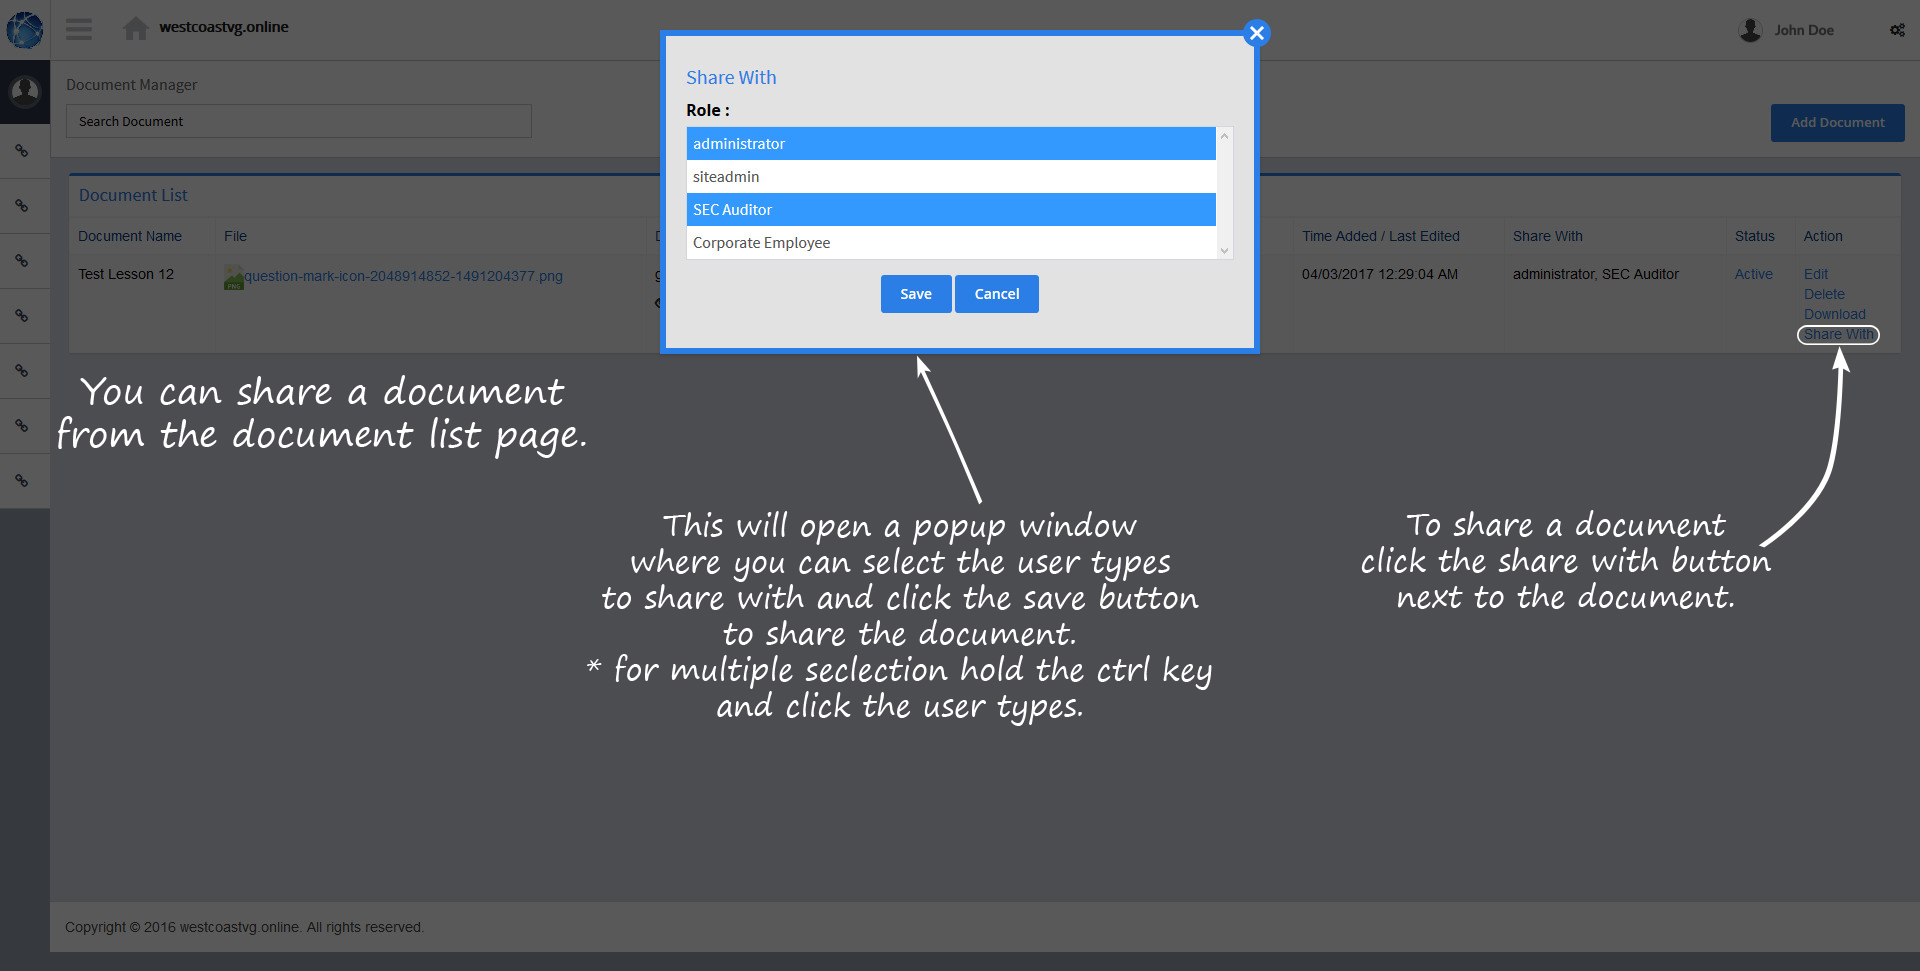 westcoastvg.online
John Doe
Document Manager
Search Document
Add Document
Share With
Role :
administrator
siteadmin
SEC Auditor
Corporate Employee
Save
Cancel
Document List
Document Name
File
Time Added / Last Edited
Share With
Status
Action
Test Lesson 12
PNG
question-mark-icon-2048914852-1491204377.png
04/03/2017 12:29:04 AM
administrator, SEC Auditor
Active
Edit
Delete
Download
Share With
You can share a document
from the document list page.
This will open a popup window
where you can select the user types
to share with and click the save button
to share the document.
* for multiple seclection hold the ctrl key
and click the user types.
To share a document
click the share with button
next to the document.
Copyright © 2016 westcoastvg.online. All rights reserved.